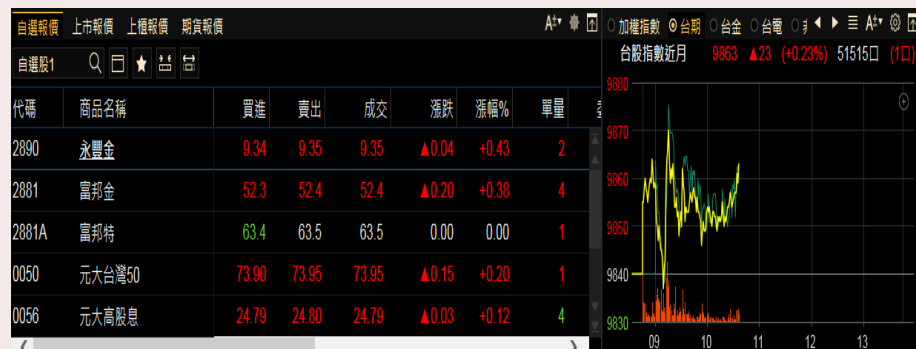 自選報價 上市報價 上櫃報價 期貨報價
自選股1
代碼 商品名稱 買進 賣出 成交 漲跌 漲幅% 單量
2890 永豐金 9.34 9.35 9.35 ▲0.04 +0.43 2
2881 富邦金 52.3 52.4 52.4 ▲0.20 +0.38 4
2881A 富邦特 63.4 63.5 63.5 0.00 0.00 1
0050 元大台灣50 73.90 73.95 73.95 ▲0.15 +0.20 1
0056 元大高股息 24.79 24.80 24.79 ▲0.03 +0.12 4
加權指數 台期 台金 台電
台股指數近月 9863 ▲23 (+0.23%) 51515口 (1口)
9880
9870
9860
9850
9840
9830
09 10 11 12 13